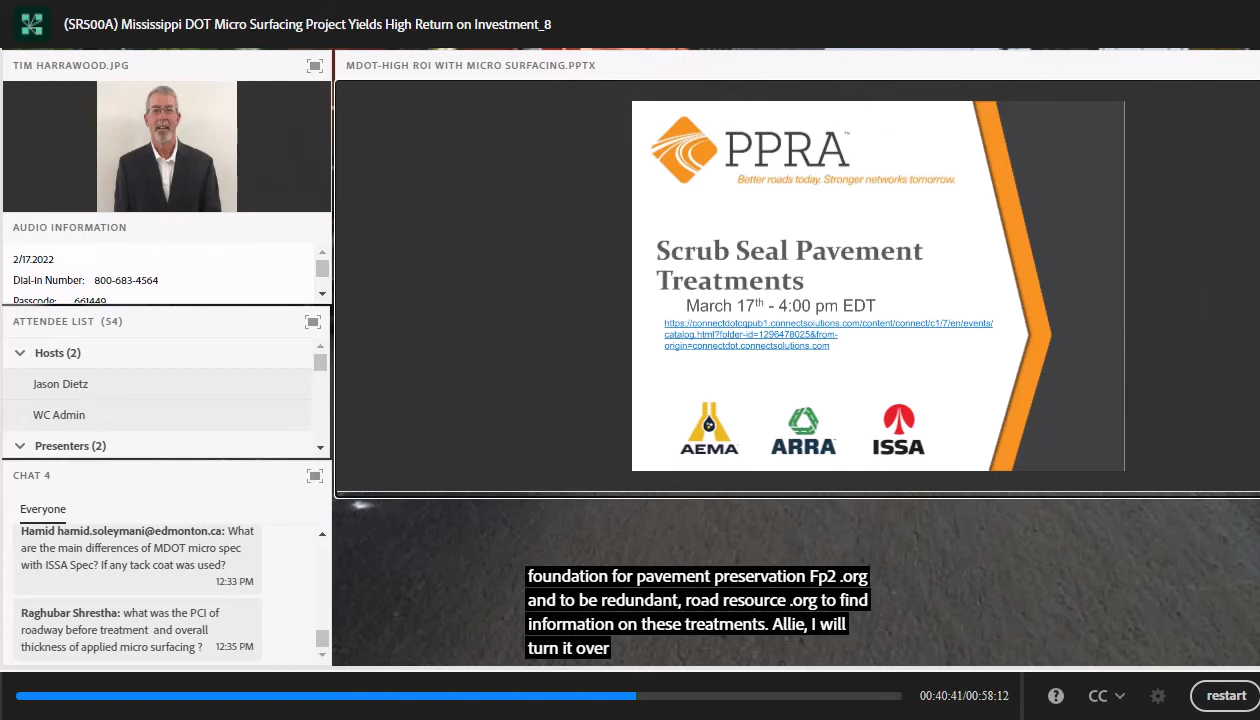 (SR500A) Mississippi DOT Micro Surfacing Project Yields High Return on Investment_8
TIM HARRAWOOD.JPG
AUDIO INFORMATION
2/17.2022
Dial-In Number: 800-683-4564
Passcode: 661449
ATTENDEE LIST (54)
Hosts (2)
Jason Dietz
WC Admin
Presenters (2)
CHAT 4
Everyone
Hamid hamid.soleymani@edmonton.ca: What
are the main differences of MDOT micro spec
with ISSA Spec? If any tack coat was used?
12:33 PM
Raghubar Shrestha: what was the PCI of
roadway before treatment and overall
thickness of applied micro surfacing ? 12:35 PM
MDOT-HIGH ROI WITH MICRO SURFACING.PPTX
PPRA™
Better roads today. Stronger networks tomorrow.
Scrub Seal Pavement
Treatments
March 17th - 4:00 pm EDT
https://connectdotcqpub1.connectsolutions.com/content/connect/c1/7/en/events/
catalog.html?folder-id=1296478025&from-
origin=connectdot.connectsolutions.com
AEMA ARRA ISSA
foundation for pavement preservation Fp2 .org
and to be redundant, road resource .org to find
information on these treatments. Allie, I will
turn it over
00:40:41/00:58:12
? CC restart